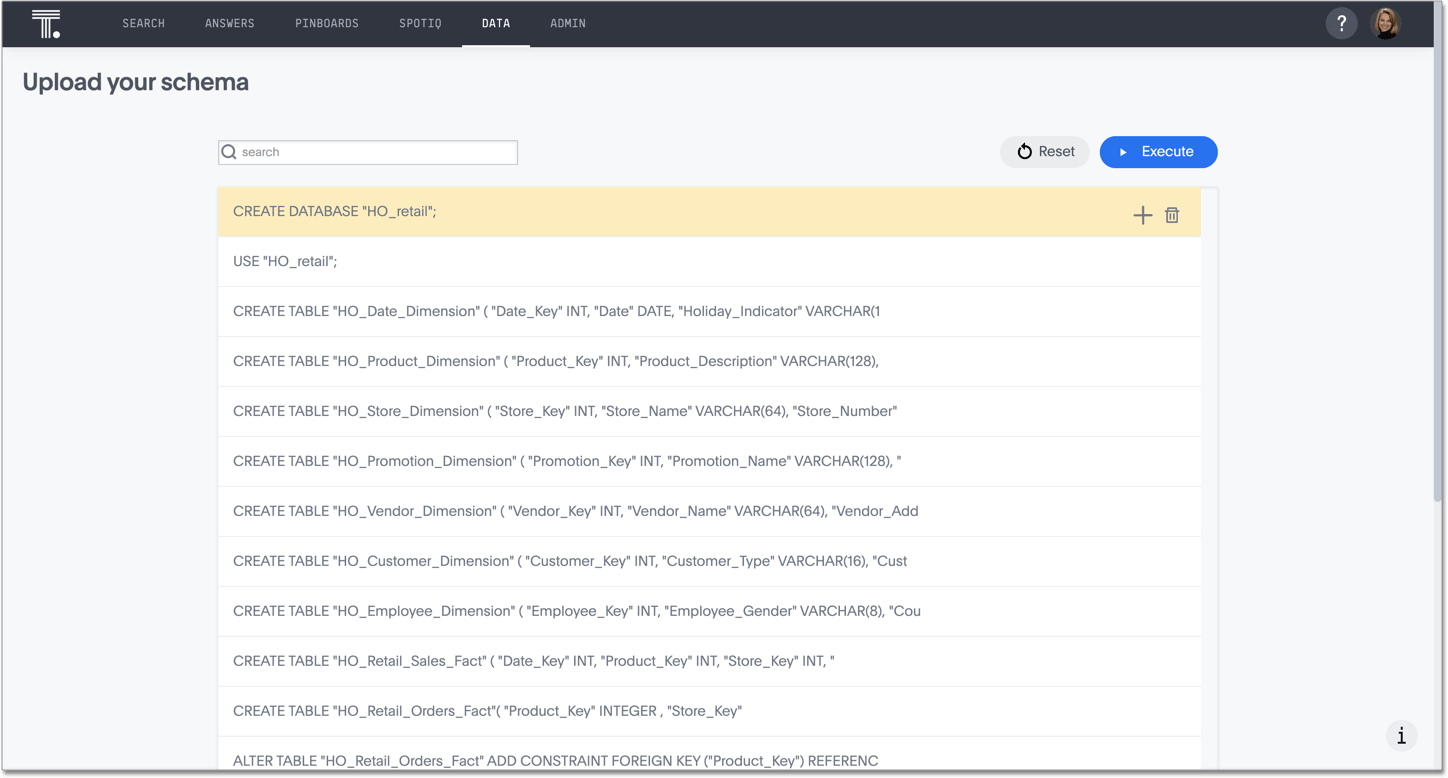 T.
SEARCH ANSWERS PINBOARDS SPOTIQ DATA ADMIN ?
Upload your schema
search Reset Execute
CREATE DATABASE "HO_retail";
USE "HO_retail";
CREATE TABLE "HO_Date_Dimension" ( "Date_Key" INT, "Date" DATE, "Holiday_Indicator" VARCHAR(1
CREATE TABLE "HO_Product_Dimension" ( "Product_Key" INT, "Product_Description" VARCHAR(128),
CREATE TABLE "HO_Store_Dimension" ( "Store_Key" INT, "Store_Name" VARCHAR(64), "Store_Number"
CREATE TABLE "HO_Promotion_Dimension" ( "Promotion_Key" INT, "Promotion_Name" VARCHAR(128), "
CREATE TABLE "HO_Vendor_Dimension" ( "Vendor_Key" INT, "Vendor_Name" VARCHAR(64), "Vendor_Add
CREATE TABLE "HO_Customer_Dimension" ( "Customer_Key" INT, "Customer_Type" VARCHAR(16), "Cust
CREATE TABLE "HO_Employee_Dimension" ( "Employee_Key" INT, "Employee_Gender" VARCHAR(8), "Cou
CREATE TABLE "HO_Retail_Sales_Fact" ( "Date_Key" INT, "Product_Key" INT, "Store_Key" INT, "
CREATE TABLE "HO_Retail_Orders_Fact"( "Product_Key" INTEGER , "Store_Key"
i
ALTER TABLE "HO_Retail_Orders_Fact" ADD CONSTRAINT FOREIGN KEY ("Product_Key") REFERENC